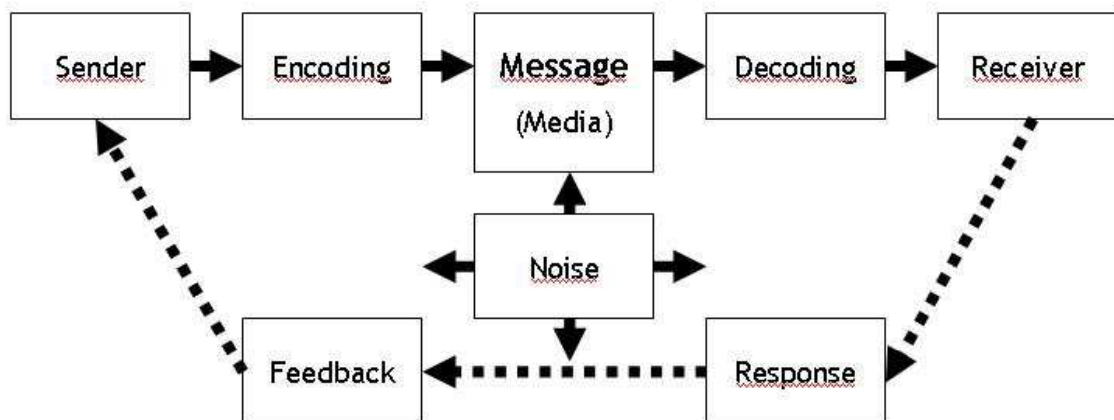 Sender
Encoding
Message
(Media)
Decoding
Receiver
Noise
Feedback
Response